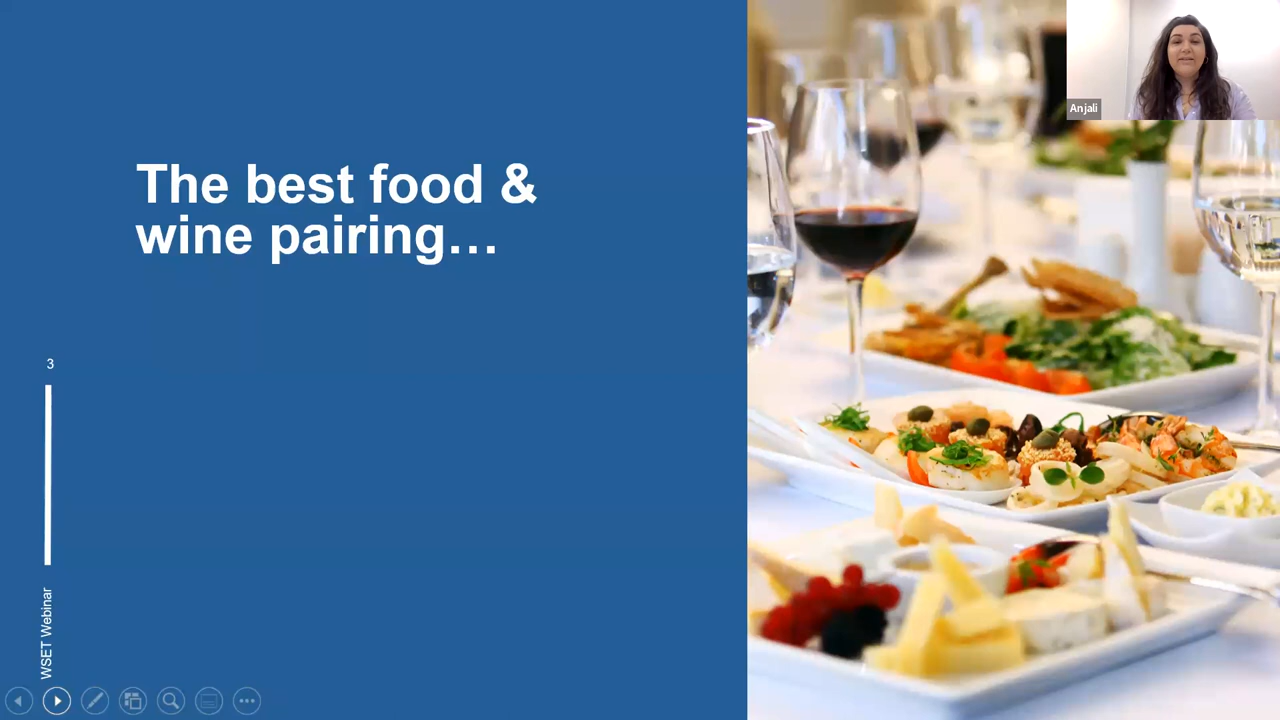 Anjali
The best food &
wine pairing...
3
WSET Webinar